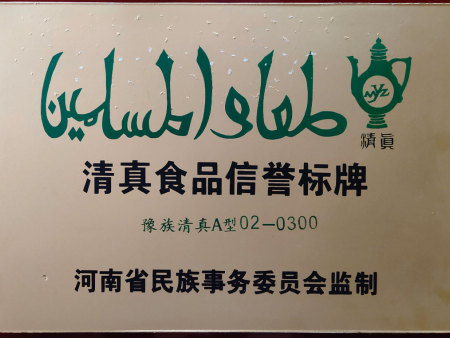 طعام المسلمين
MYZ
清真
清真食品信誉标牌
豫族清真A型02-0300
河南省民族事务委员会监制